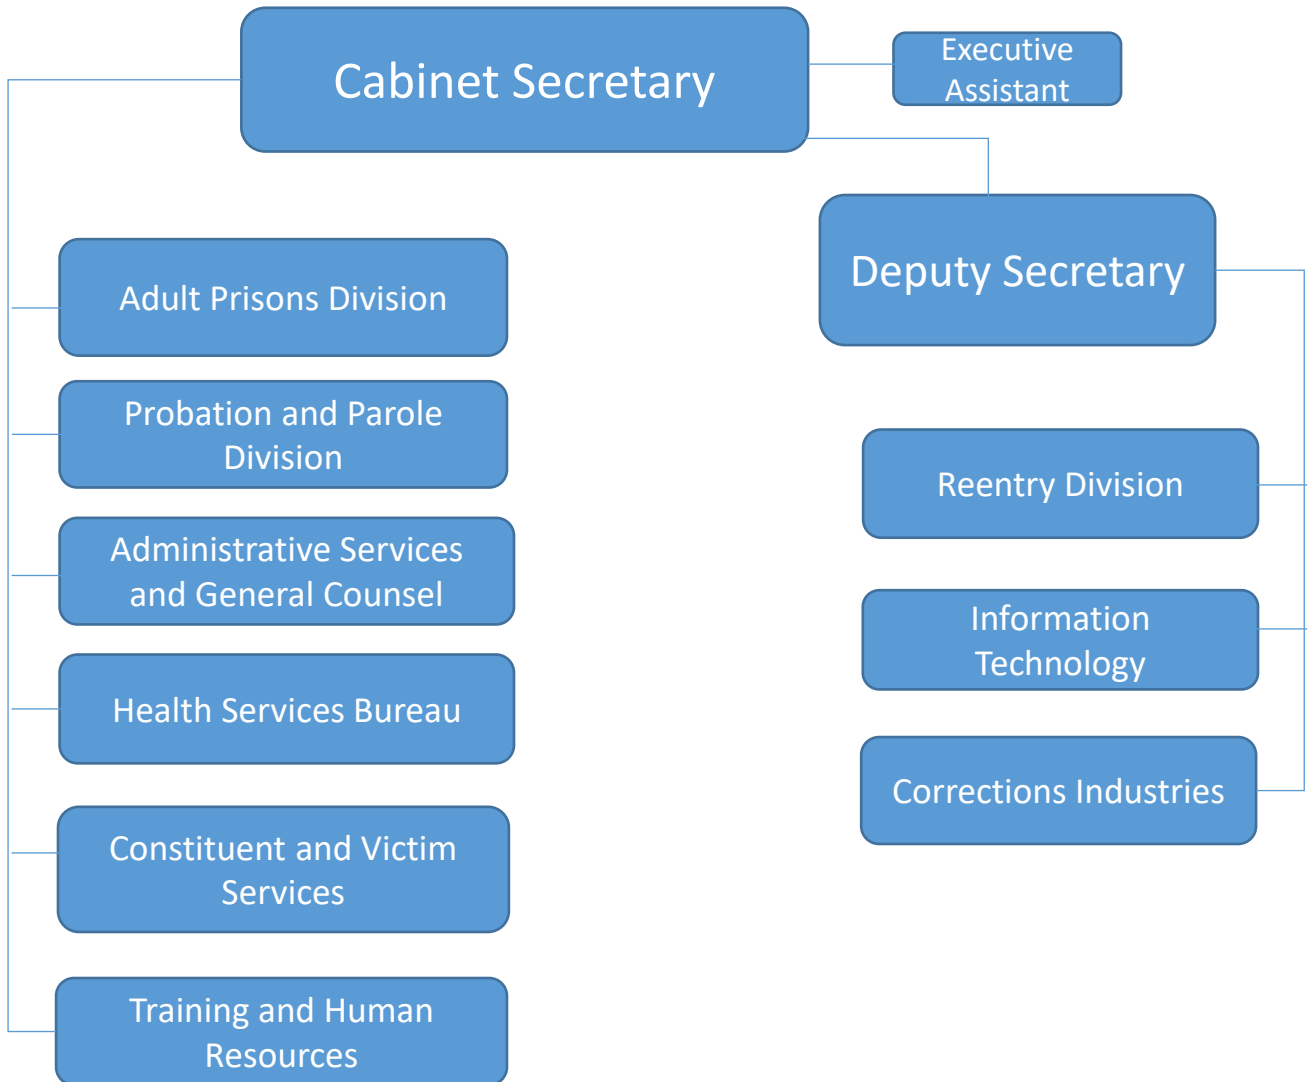 Cabinet Secretary
Executive
Assistant
Deputy Secretary
Adult Prisons Division
Probation and Parole
Division
Administrative Services
and General Counsel
Health Services Bureau
Constituent and Victim
Services
Training and Human
Resources
Reentry Division
Information
Technology
Corrections Industries